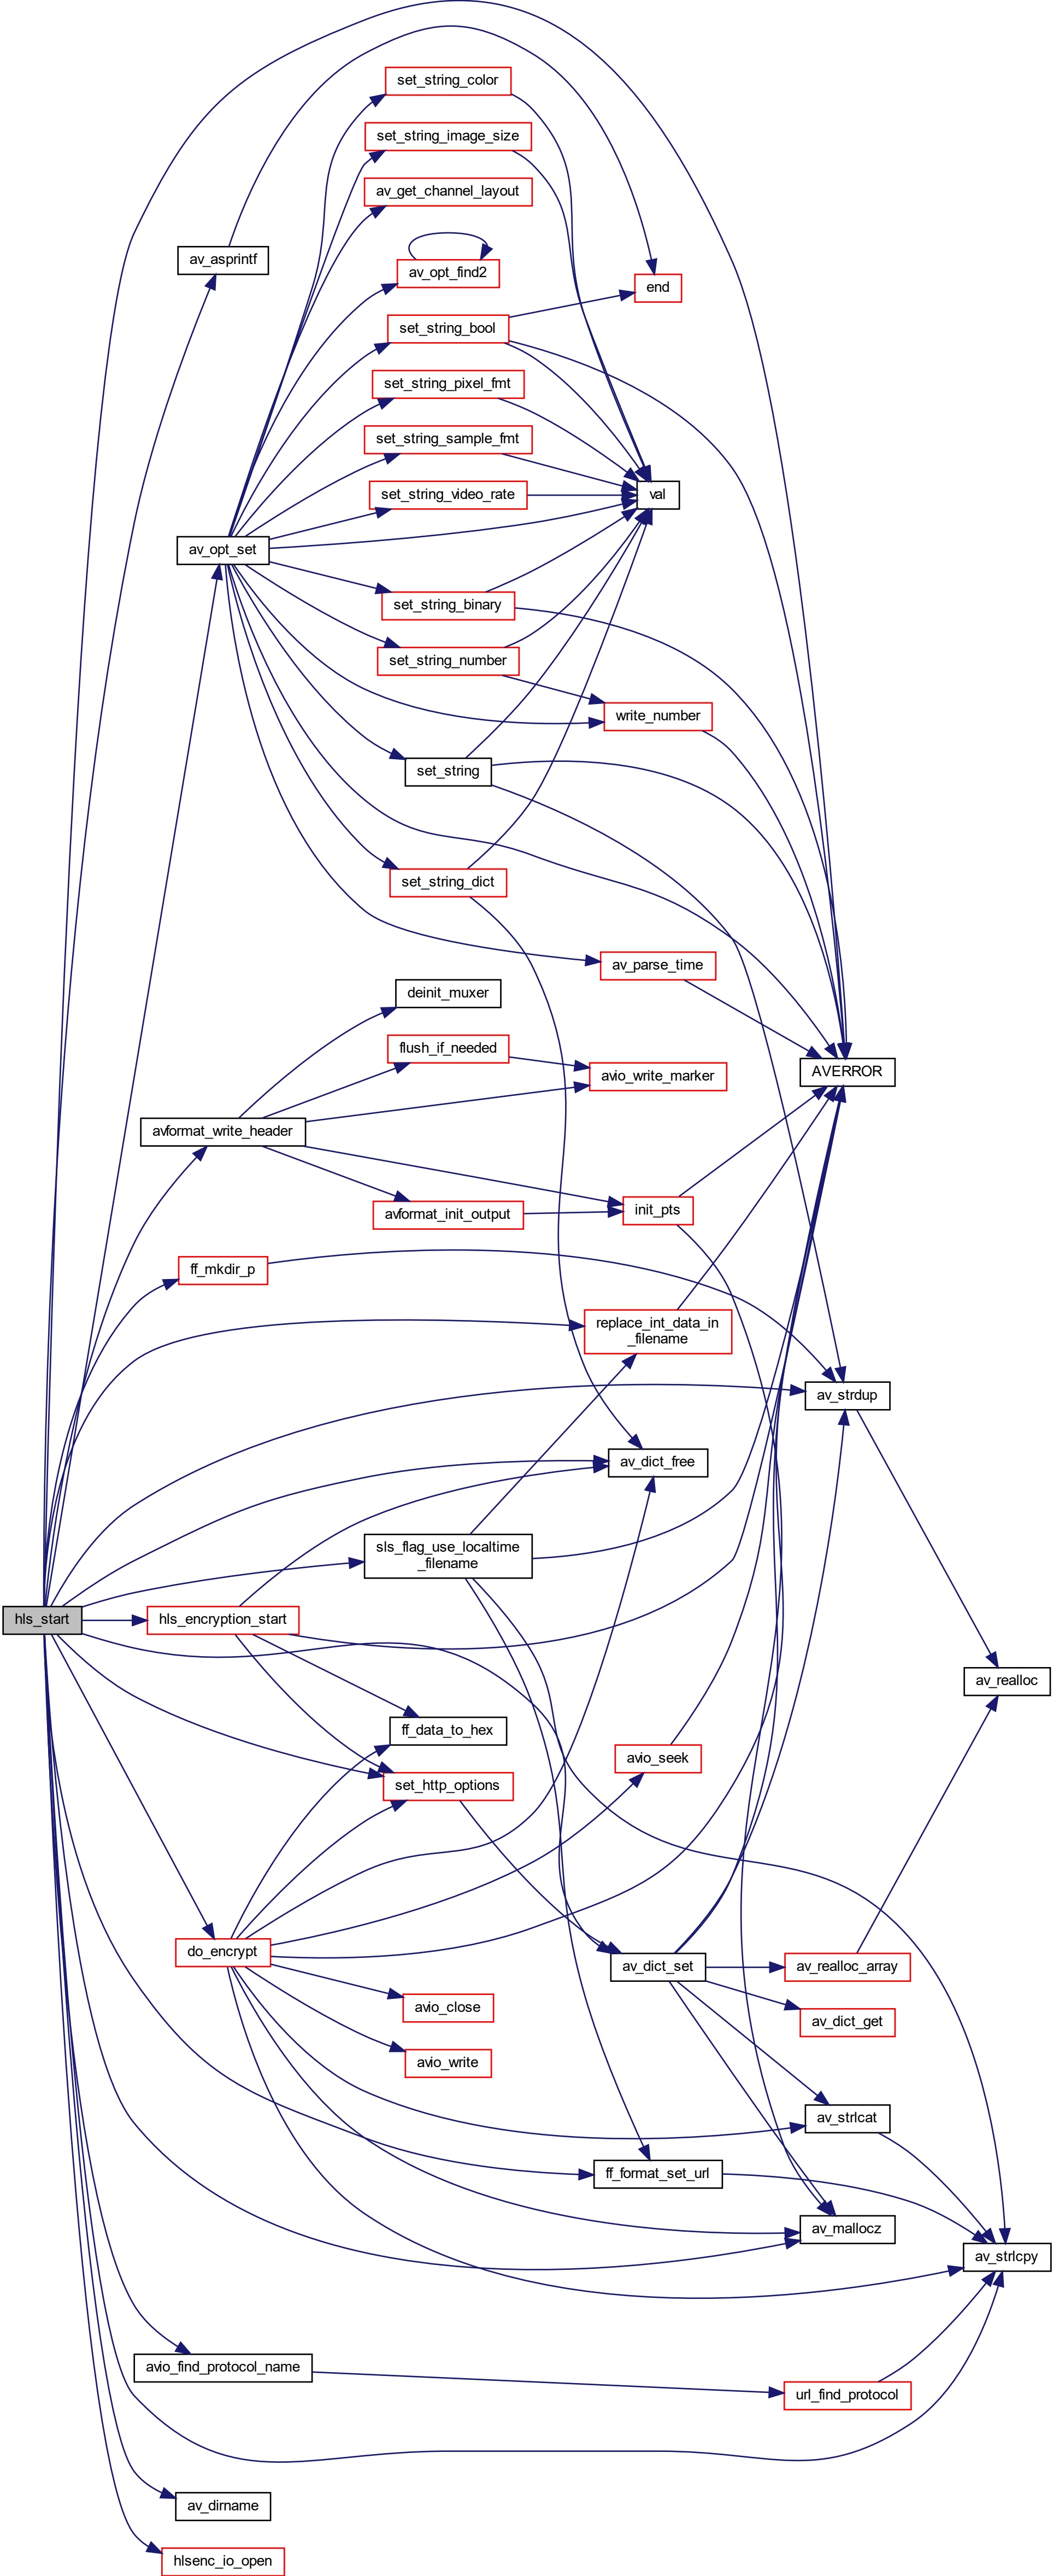 set_string_color
set_string_image_size
av_get_channel_layout
av_asprintf
av_opt_find2
end
set_string_bool
set_string_pixel_fmt
set_string_sample_fmt
set_string_video_rate
val
av_opt_set
set_string_binary
set_string_number
write_number
set_string
set_string_dict
av_parse_time
deinit_muxer
flush_if_needed
AVERROR
avio_write_marker
avformat_write_header
avformat_init_output
init_pts
ff_mkdir_p
replace_int_data_in
_filename
av_strdup
av_dict_free
sls_flag_use_localtime
_filename
hls_start
hls_encryption_start
av_realloc
ff_data_to_hex
avio_seek
set_http_options
do_encrypt
av_dict_set
av_realloc_array
avio_close
av_dict_get
avio_write
av_strlcat
ff_format_set_url
av_mallocz
av_strlcpy
avio_find_protocol_name
url_find_protocol
av_dirname
hlsenc_io_open